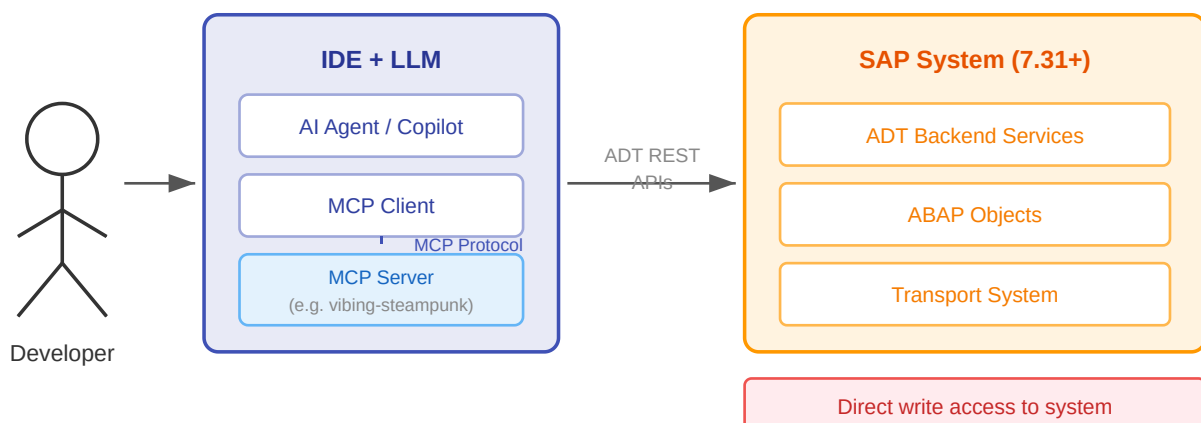 IDE + LLM
AI Agent / Copilot
MCP Client
MCP Protocol
MCP Server
(e.g. vibing-steampunk)
Developer
ADT REST
APIs
SAP System (7.31+)
ADT Backend Services
ABAP Objects
Transport System
Direct write access to system